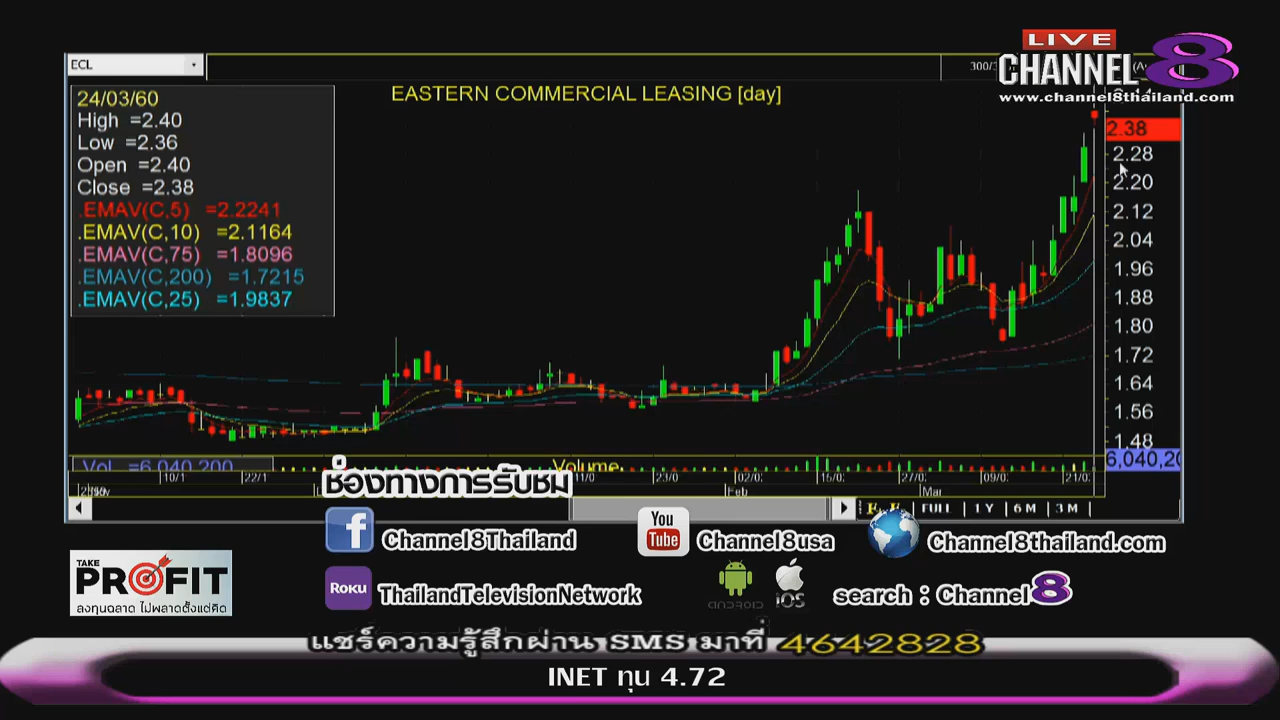 ECL
LIVE
CHANNEL 8
www.channel8thailand.com
EASTERN COMMERCIAL LEASING [day]
24/03/60
High =2.40
Low =2.36
Open =2.40
Close =2.38
.EMAV(C,5) =2.2241
.EMAV(C,10) =2.1164
.EMAV(C,75) =1.8096
.EMAV(C,200) =1.7215
.EMAV(C,25) =1.9837
2.38
2.28
2.20
2.12
2.04
1.96
1.88
1.80
1.72
1.64
1.56
1.48
Vol. =6,040,200
Volume
6,040,20
10/1
22/1
23/0
02/0
15/0
27/0
09/0
21/0
Feb
Mar
FULL
1 Y
6 M
3 M
ช่องทางการรับชม
Channel8Thailand
You Tube
Channel8usa
Channel8thailand.com
TAKE PROFIT
ลงทุนฉลาด ไม่พลาดตั้งแต่คิด
ROKU
ThailandTelevisionNetwork
ANDROID
iOS
search : Channel 8
แชร์ความรู้สึกผ่าน SMS มาที่ 4642828
INET ทุน 4.72